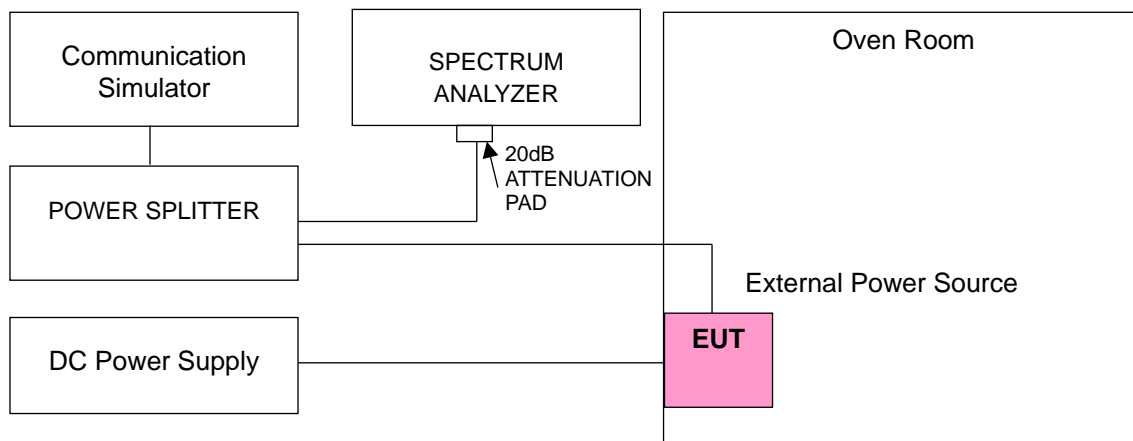 Communication
Simulator
SPECTRUM
ANALYZER
Oven Room
20dB
ATTENUATION
PAD
POWER SPLITTER
External Power Source
EUT
DC Power Supply